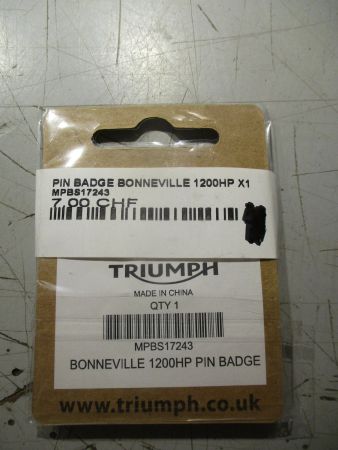 PIN BADGE BONNEVILLE 1200HP X1
MPBS17243
7.00 CHF
TRIUMPH
MADE IN CHINA
QTY 1
MPBS17243
BONNEVILLE 1200HP PIN BADGE
www.triumph.co.uk